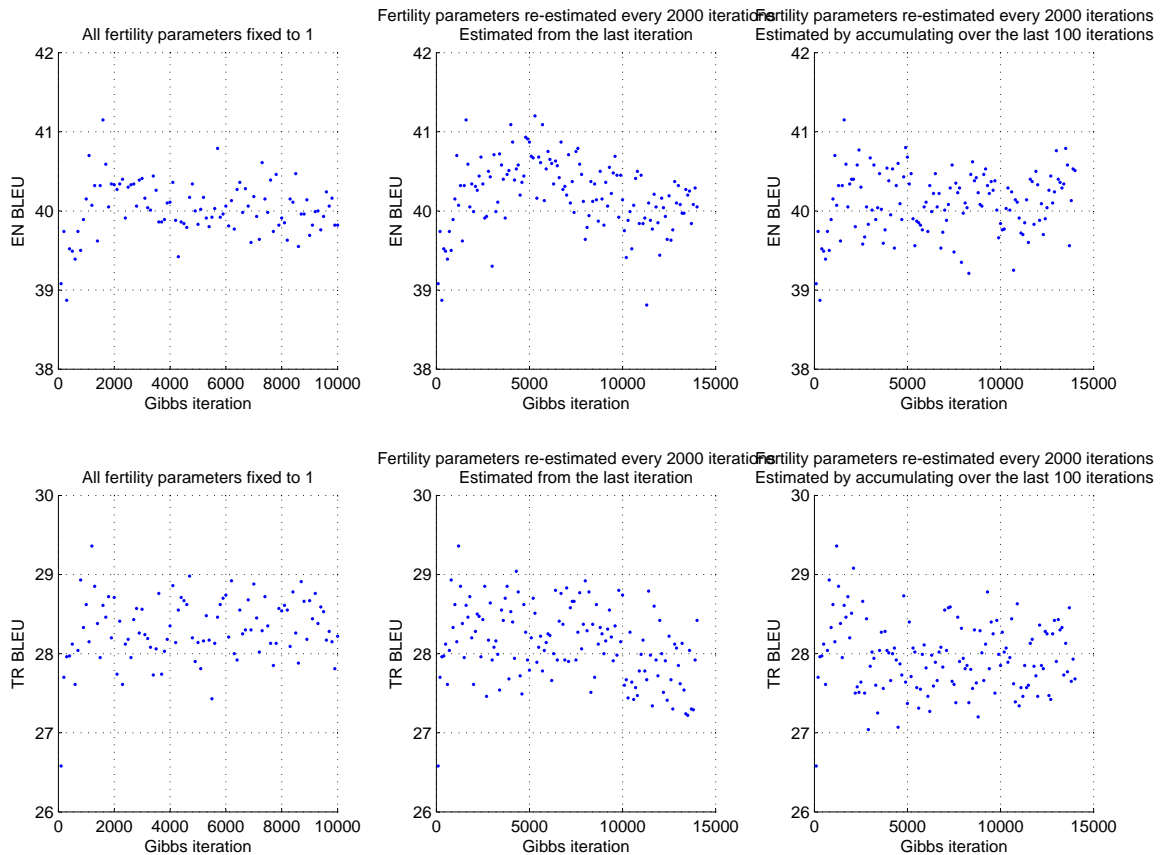 All fertility parameters fixed to 1
42
41
40
39
38
EN BLEU
0 2000 4000 6000 8000 10000
Gibbs iteration
Fertility parameters re-estimated every 2000 iterations
Estimated from the last iteration
42
41
40
39
38
EN BLEU
0 5000 10000 15000
Gibbs iteration
Fertility parameters re-estimated every 2000 iterations
Estimated by accumulating over the last 100 iterations
42
41
40
39
38
EN BLEU
0 5000 10000 15000
Gibbs iteration
All fertility parameters fixed to 1
30
29
28
27
26
TR BLEU
0 2000 4000 6000 8000 10000
Gibbs iteration
Fertility parameters re-estimated every 2000 iterations
Estimated from the last iteration
30
29
28
27
26
TR BLEU
0 5000 10000 15000
Gibbs iteration
Fertility parameters re-estimated every 2000 iterations
Estimated by accumulating over the last 100 iterations
30
29
28
27
26
TR BLEU
0 5000 10000 15000
Gibbs iteration